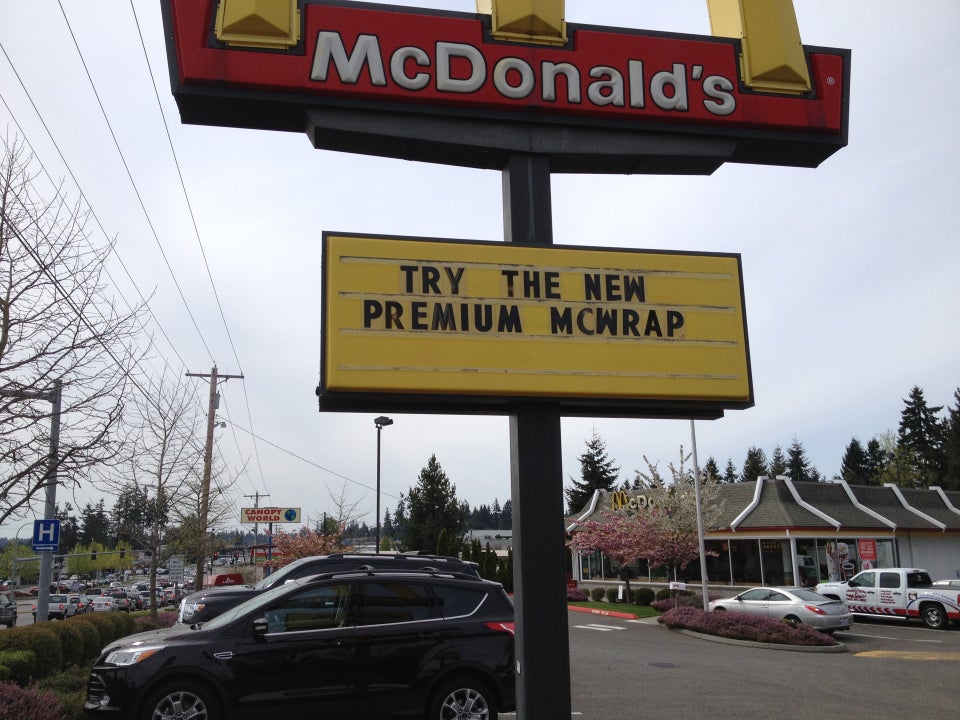 McDonald's
®
TRY THE NEW
PREMIUM MCWRAP
CANOPY
WORLD
H